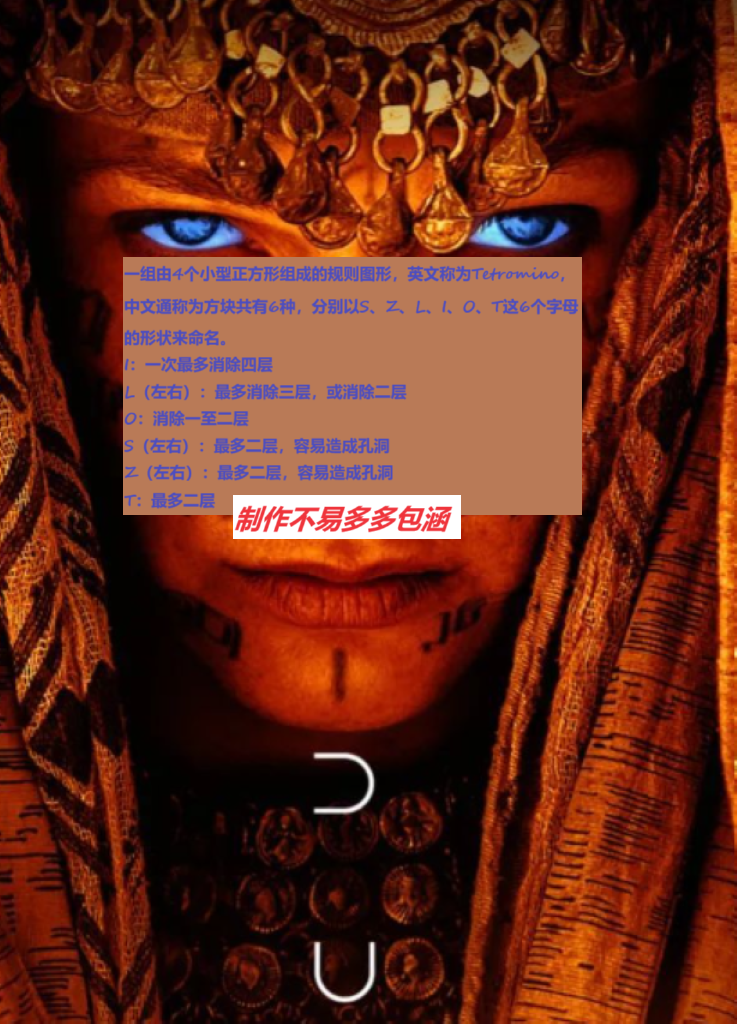 一组由4个小型正方形组成的规则图形，英文称为Tetromino，
中文通称为方块共有6种，分别以S、Z、L、I、O、T这6个字母
的形状来命名。
I：一次最多消除四层
L（左右）：最多消除三层，或消除二层
O：消除一至二层
S（左右）：最多二层，容易造成孔洞
Z（左右）：最多二层，容易造成孔洞
T：最多二层
制作不易多多包涵